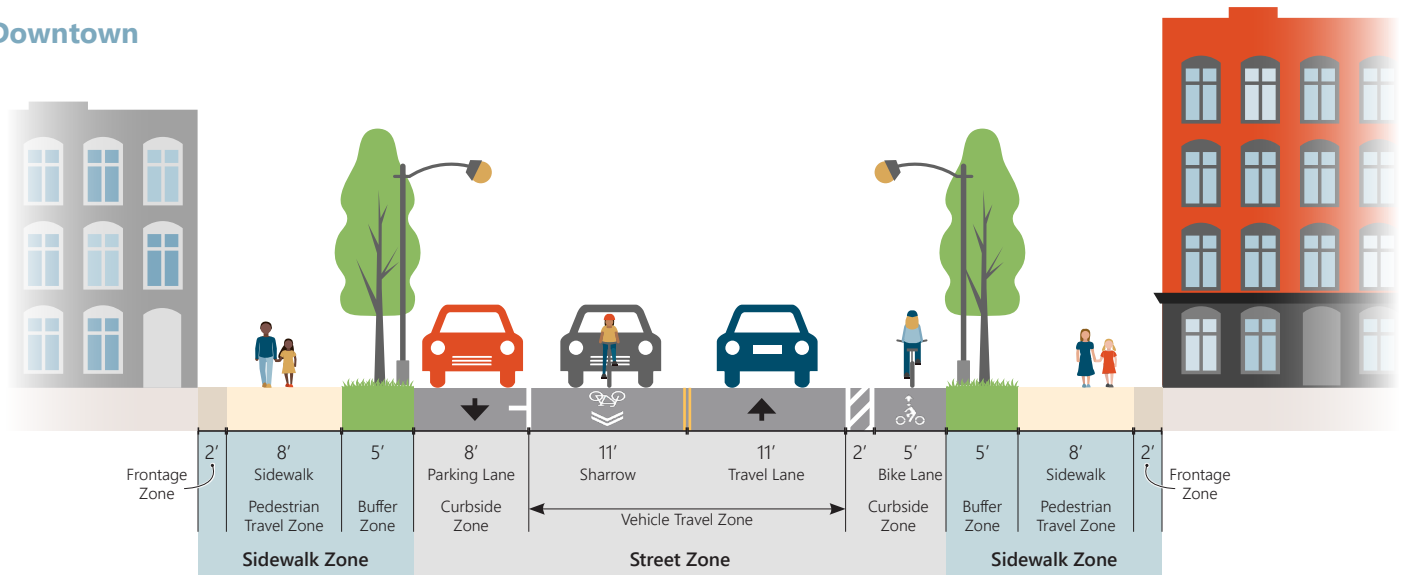 Downtown
2’ 8’ 5’ 8’ 11’ 11’ 2’ 5’ 5’ 8’ 2’
Frontage
Zone
Sidewalk
Parking Lane
Sharrow
Travel Lane
Bike Lane
Sidewalk
Frontage
Zone
Pedestrian
Travel Zone
Buffer
Zone
Curbside
Zone
Vehicle Travel Zone
Curbside
Zone
Buffer
Zone
Pedestrian
Travel Zone
Sidewalk Zone
Street Zone
Sidewalk Zone